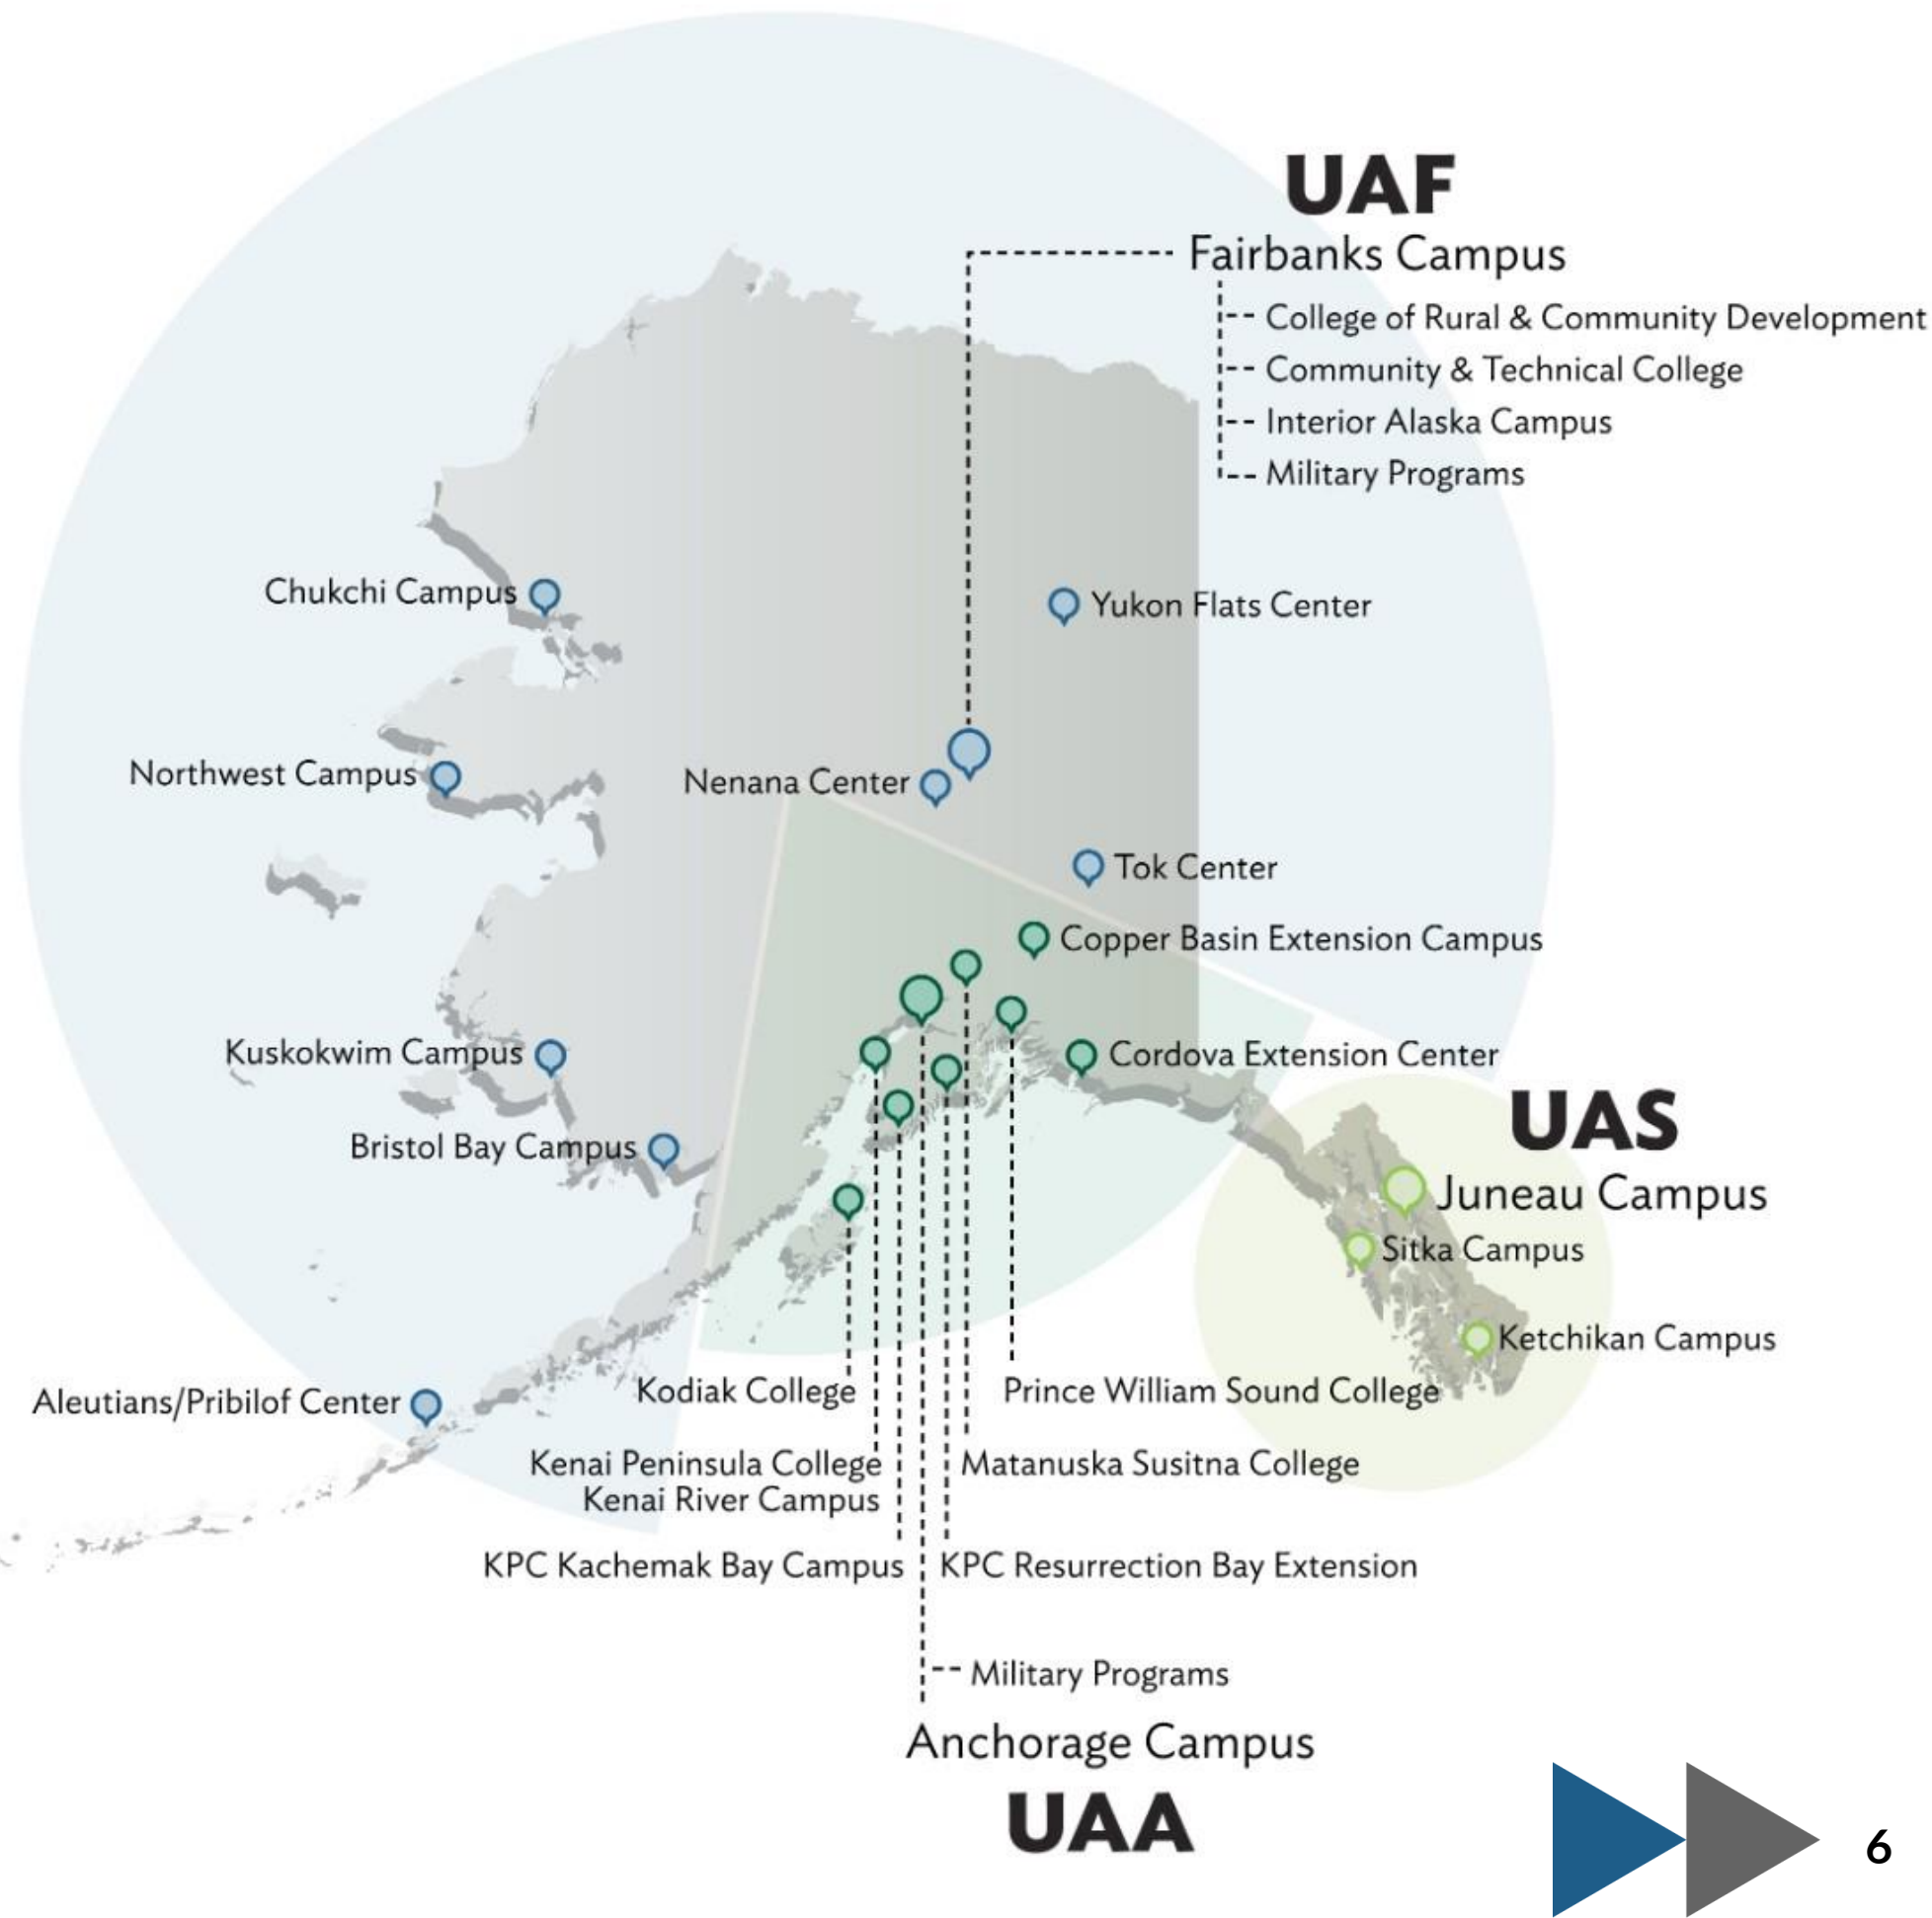 UAF
Fairbanks Campus
College of Rural & Community Development
Community & Technical College
Interior Alaska Campus
Military Programs
Chukchi Campus
Yukon Flats Center
Northwest Campus
Nenana Center
Tok Center
Copper Basin Extension Campus
Kuskokwim Campus
Cordova Extension Center
UAS
Bristol Bay Campus
Juneau Campus
Sitka Campus
Ketchikan Campus
Aleutians/Pribilof Center
Kodiak College
Prince William Sound College
Kenai Peninsula College
Kenai River Campus
Matanuska Susitna College
KPC Kachemak Bay Campus
KPC Resurrection Bay Extension
Military Programs
Anchorage Campus
UAA
6